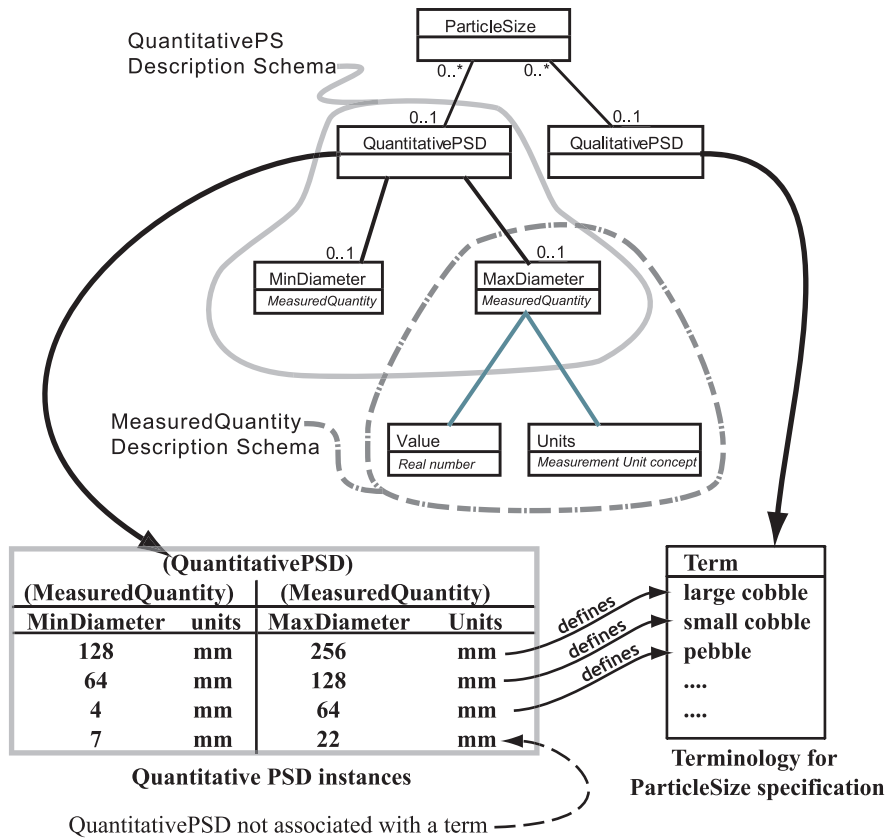 ParticleSize
QuantitativePS
Description Schema
0..*
0..*
0..1
0..1
QuantitativePSD
QualitativePSD
0..1
0..1
MinDiameter
MeasuredQuantity
MaxDiameter
MeasuredQuantity
MeasuredQuantity
Description Schema
Value
Real number
Units
Measurement Unit concept
(QuantitativePSD)
(MeasuredQuantity) (MeasuredQuantity)
MinDiameter units MaxDiameter Units
128 mm 256 mm
64 mm 128 mm
4 mm 64 mm
7 mm 22 mm
defines
defines
defines
Term
large cobble
small cobble
pebble
....
....
Quantitative PSD instances
Terminology for
ParticleSize specification
QuantitativePSD not associated with a term